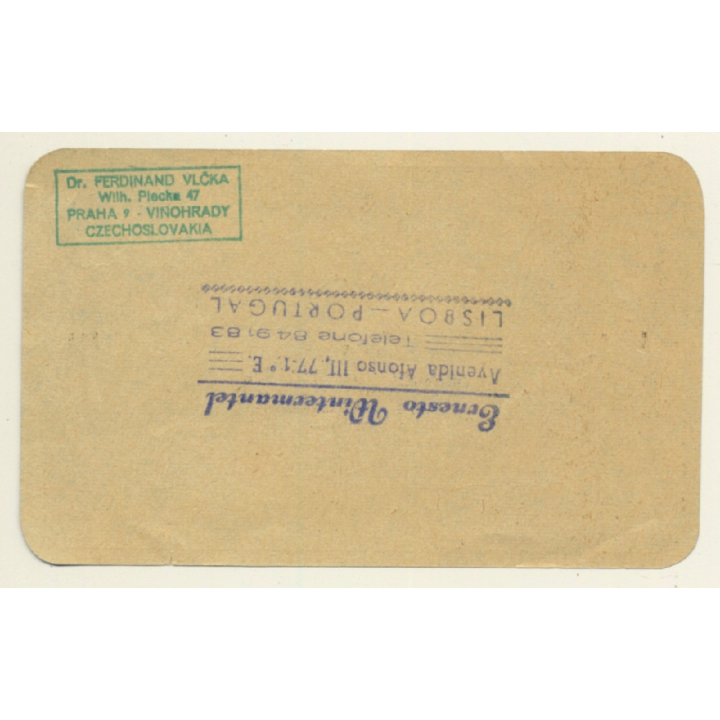 Dr. FERDINAND VLČKA
Wilh. Piecka 47
PRAHA 9 - VINOHRADY
CZECHOSLOVAKIA
Ernesto Wintermantel
Avenida Afonso III, 77-1.º E.
Telefone 84 91 83
LISBOA — PORTUGAL